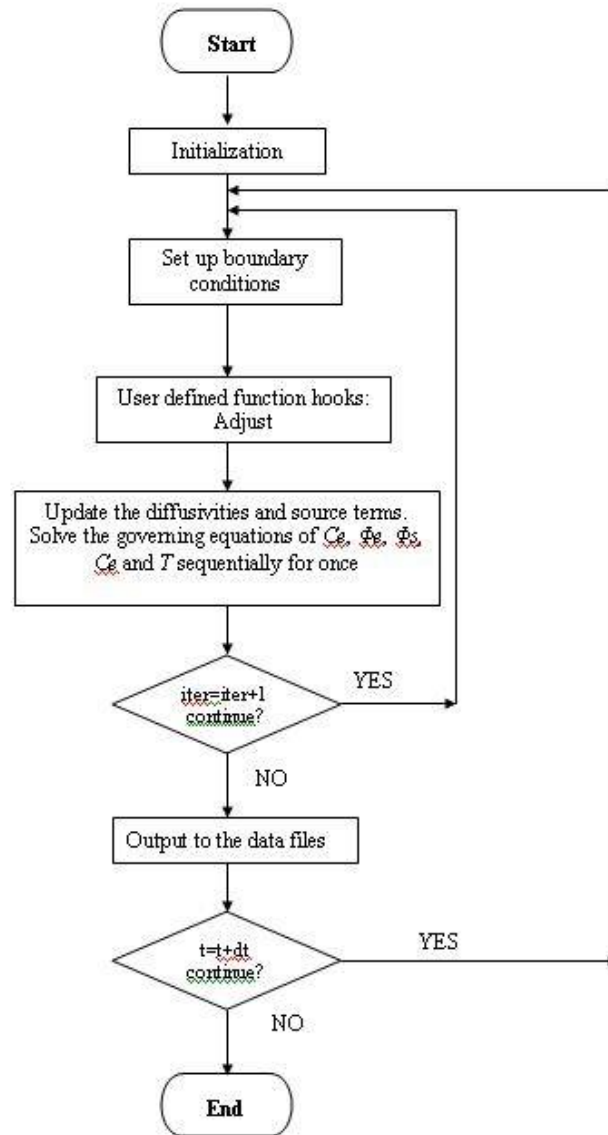 Start
Initialization
Set up boundary
conditions
User defined function hooks:
Adjust
Update the diffusivities and source terms.
Solve the governing equations of Ce, Φe, Φs,
Ce and T sequentially for once
iter=iter+1
continue?
YES
NO
Output to the data files
t=t+dt
continue?
YES
NO
End